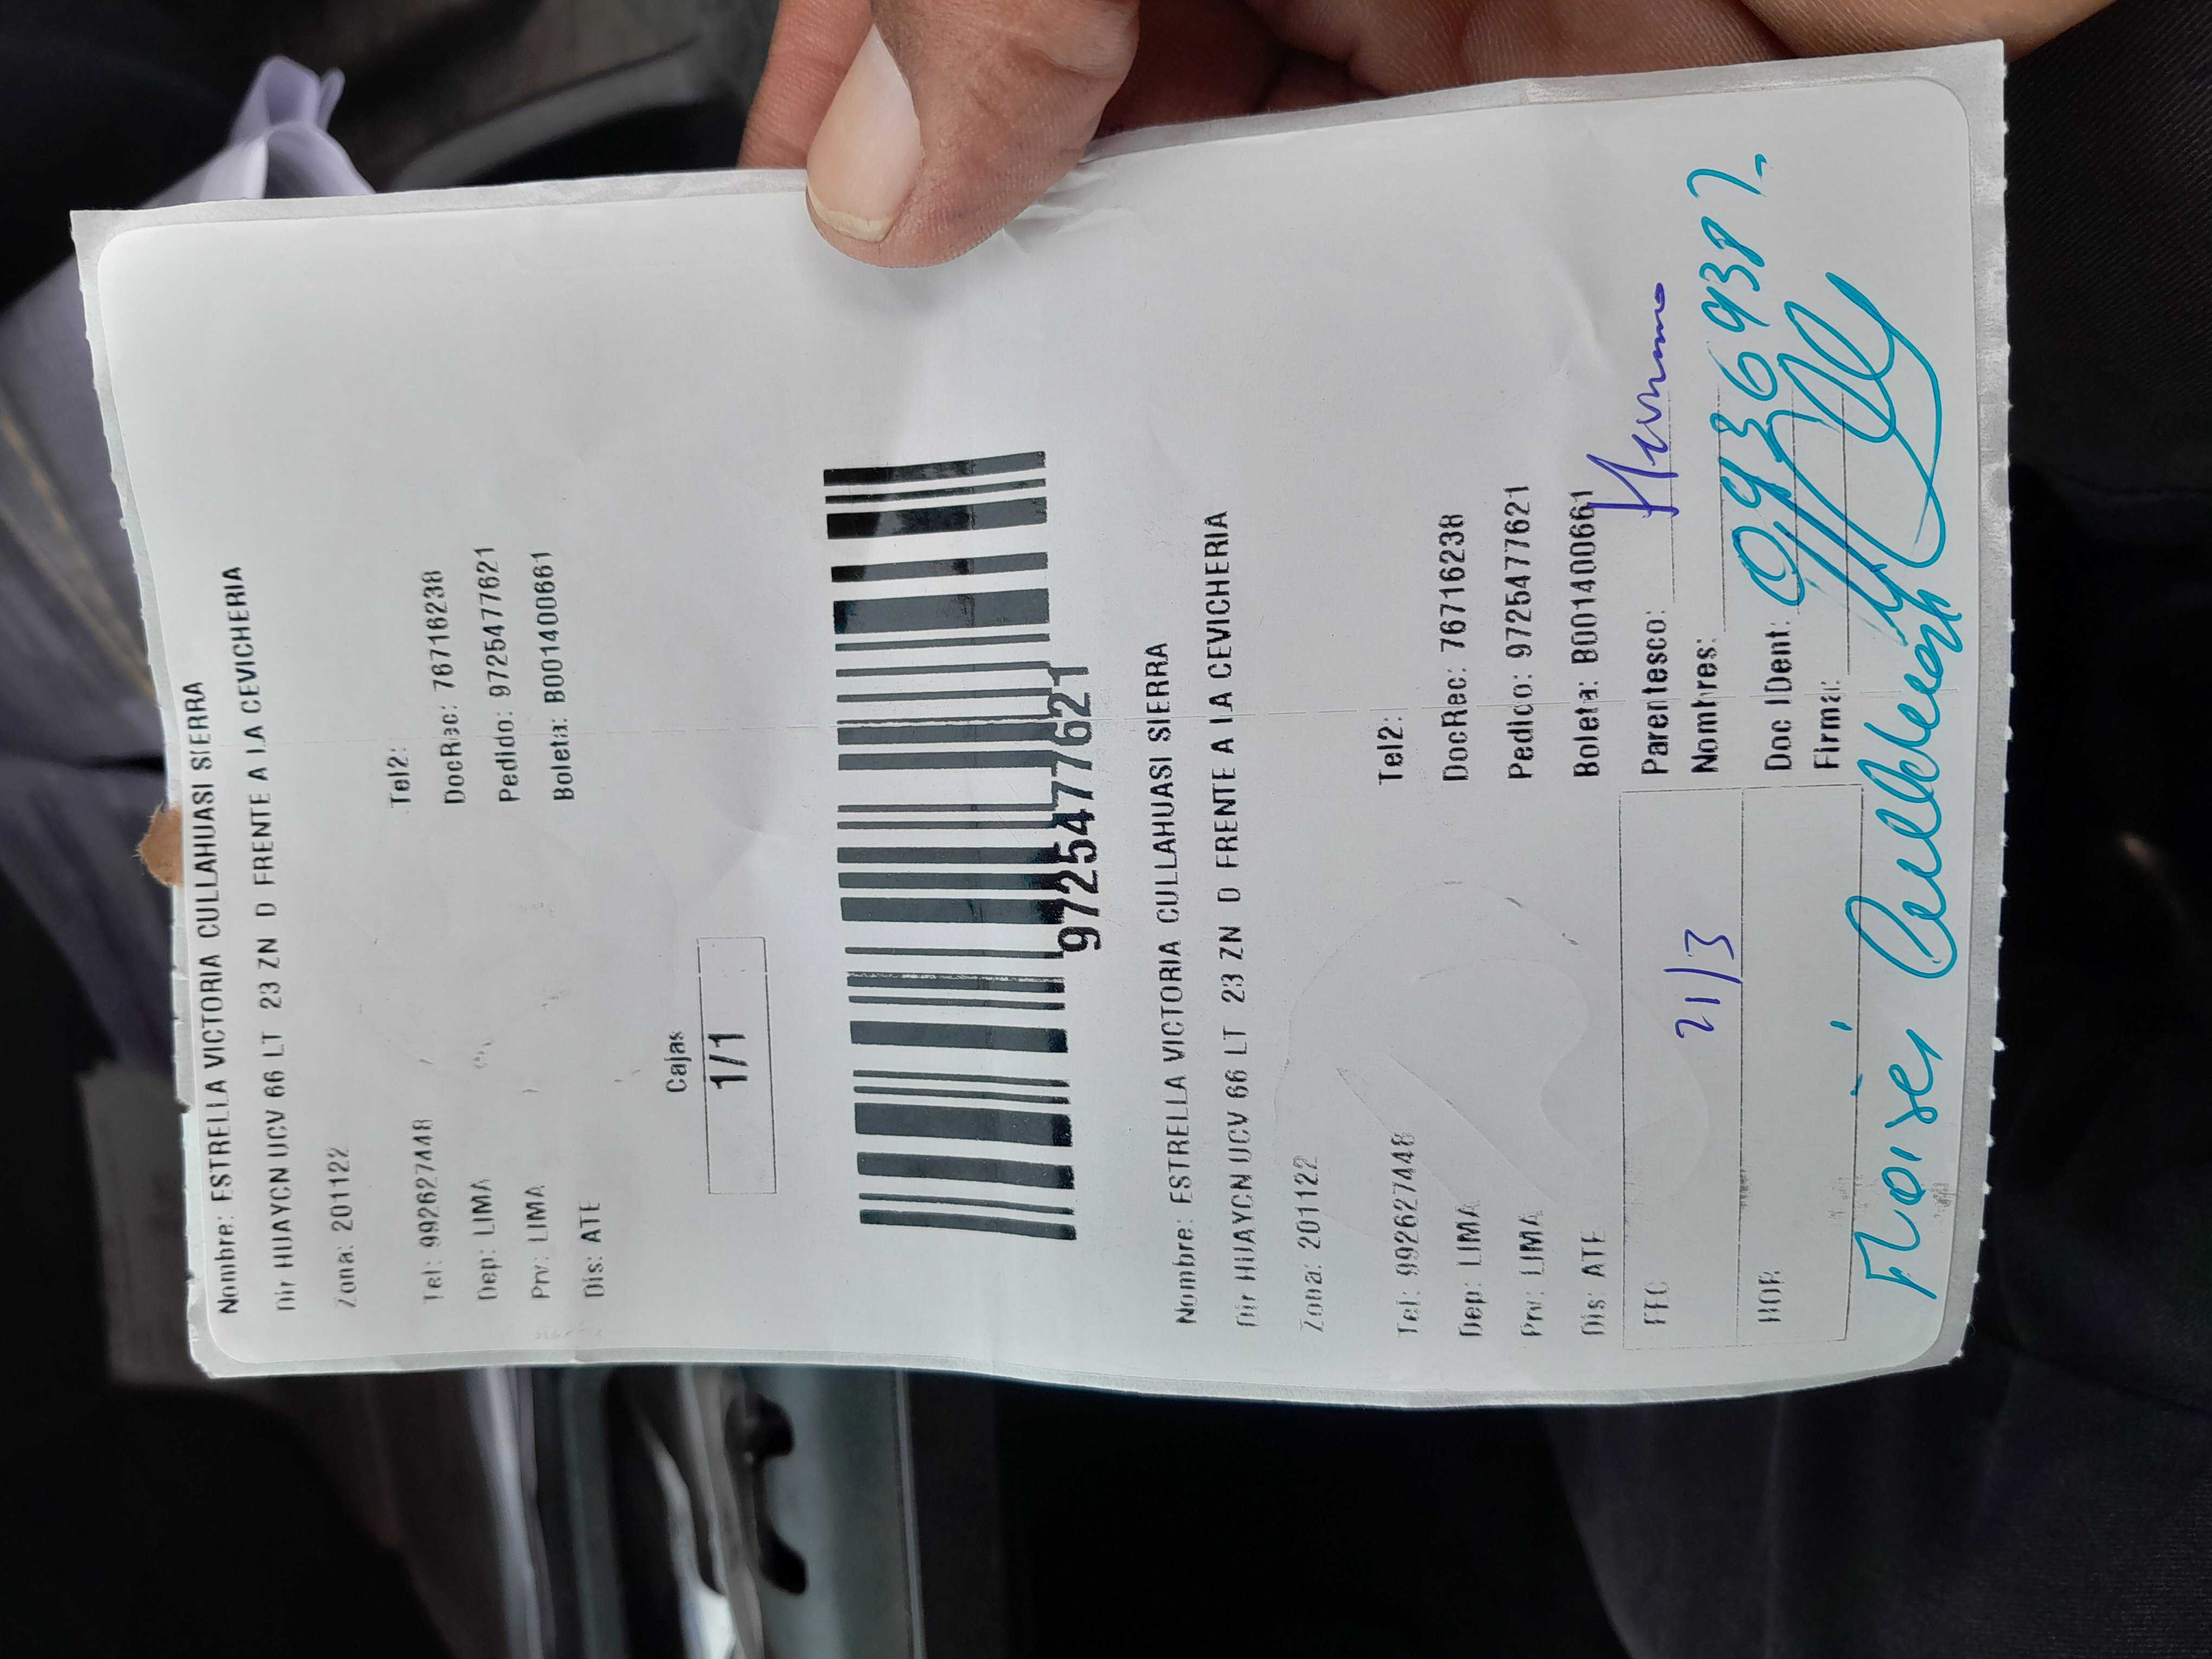 Nombre: ESTRELLA VICTORIA CULLAHUASI SIERRA
Dir HUAYCN UCV 66 LT 23 ZN D FRENTE A LA CEVICHERIA
Zona: 201122
Tel2:
Tel: 992627448 DocRec: 76716238
Dep: LIMA Pedido: 9725477621
Prv: LIMA Boleta: B001400661
Dis: ATE
Cajas
1/1
9725477621
Nombre: ESTRELLA VICTORIA CULLAHUASI SIERRA
Dir HUAYCN UCV 66 LT 23 ZN D FRENTE A LA CEVICHERIA
Zona: 201122
Tel2:
Tel: 992627448 DocRec: 76716238
Dep: LIMA Pedido: 9725477621
Prv: LIMA Boleta: B001400661
Dis: ATE
FEC 21/3 Parentesco:
Nombres:
HOR Doc IDent:
Firma: